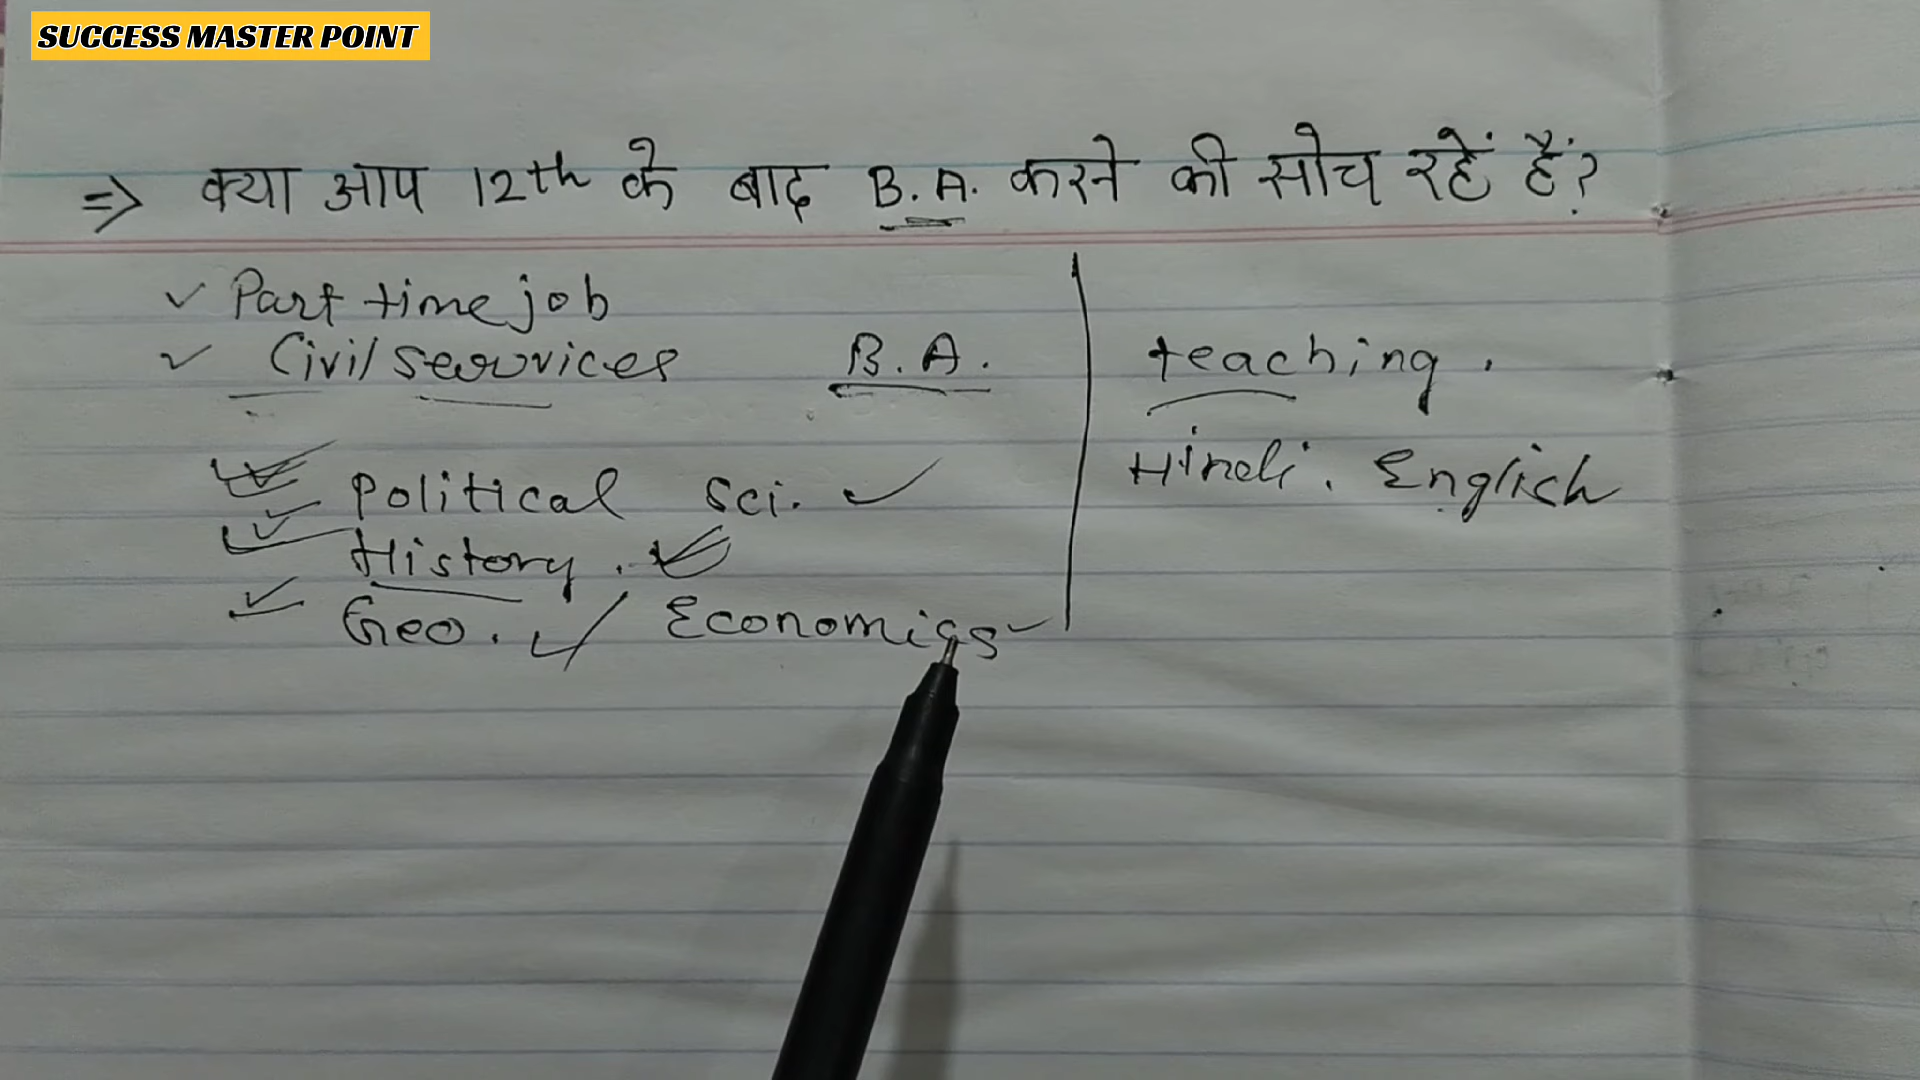 SUCCESS MASTER POINT
⇒ क्या आप 12th के बाद B.A. करने की सोच रहें हैं?
✓ Part time job
✓ Civil services B.A.
teaching.
Political Sci. ✓
Hindi. English
History. ✓
Geo. ✓ Economics